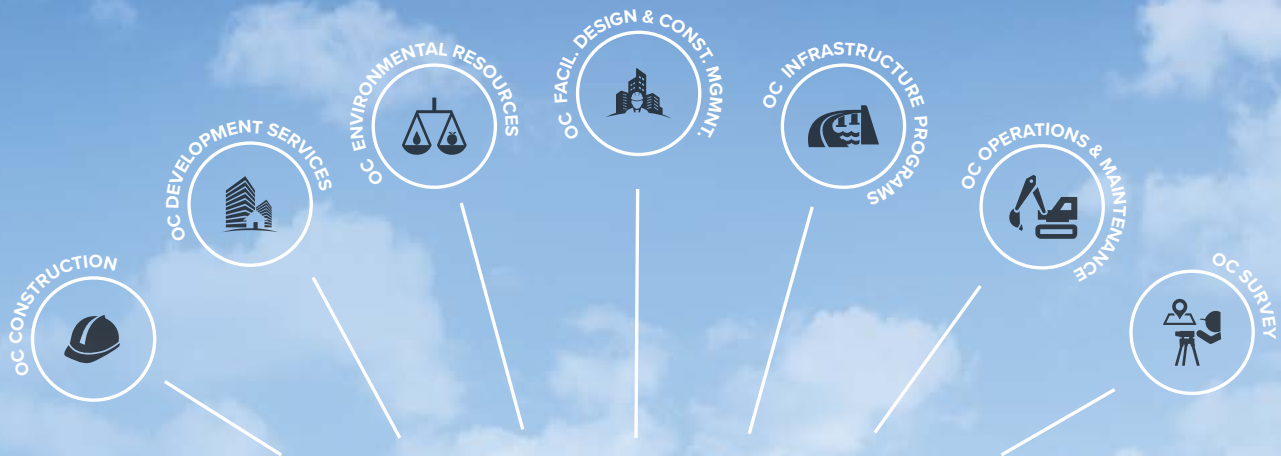 OC CONSTRUCTION
OC DEVELOPMENT SERVICES
OC ENVIRONMENTAL RESOURCES
OC FACIL. DESIGN & CONST. MGMNT.
OC INFRASTRUCTURE PROGRAMS
OC OPERATIONS & MAINTENANCE
OC SURVEY